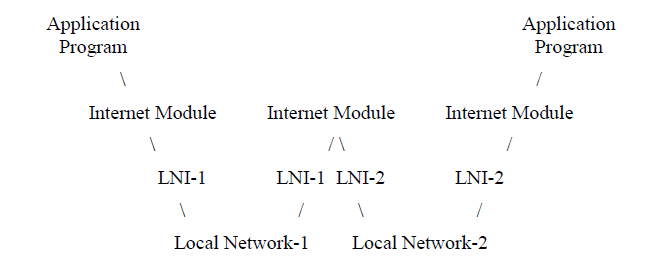 Application Application
Program Program
\ /
Internet Module Internet Module Internet Module
\ / \ /
LNI-1 LNI-1 LNI-2 LNI-2
\ / \ /
Local Network-1 Local Network-2